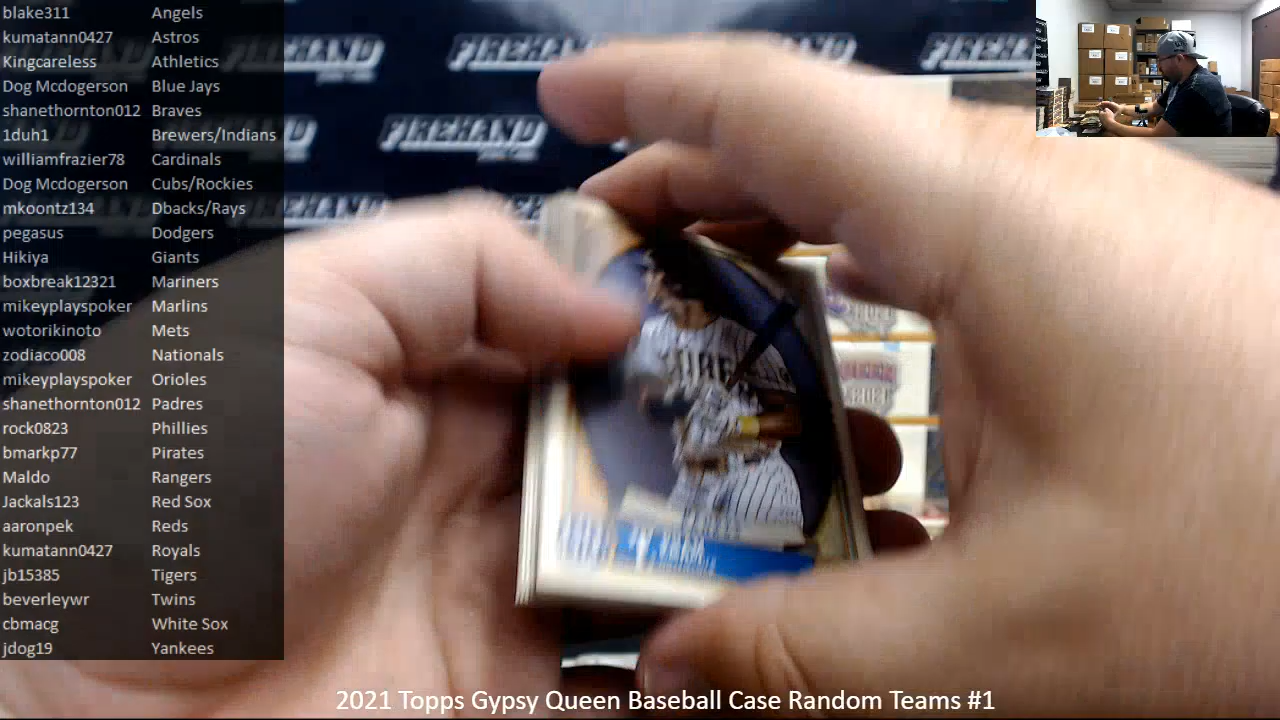 blake311 Angels
kumatann0427 Astros
Kingcareless Athletics
Dog Mcdogerson Blue Jays
shanethornton012 Braves
1duh1 Brewers/Indians
williamfrazier78 Cardinals
Dog Mcdogerson Cubs/Rockies
mkoontz134 Dbacks/Rays
pegasus Dodgers
Hikiya Giants
boxbreak12321 Mariners
mikeyplayspoker Marlins
wotorikinoto Mets
zodiaco008 Nationals
mikeyplayspoker Orioles
shanethornton012 Padres
rock0823 Phillies
bmarkp77 Pirates
Maldo Rangers
Jackals123 Red Sox
aaronpek Reds
kumatann0427 Royals
jb15385 Tigers
beverleywr Twins
cbmacg White Sox
jdog19 Yankees
FIREHAND FIREHAND FIREHAND
FIREHAND
QUEEN
2021 Topps Gypsy Queen Baseball Case Random Teams #1